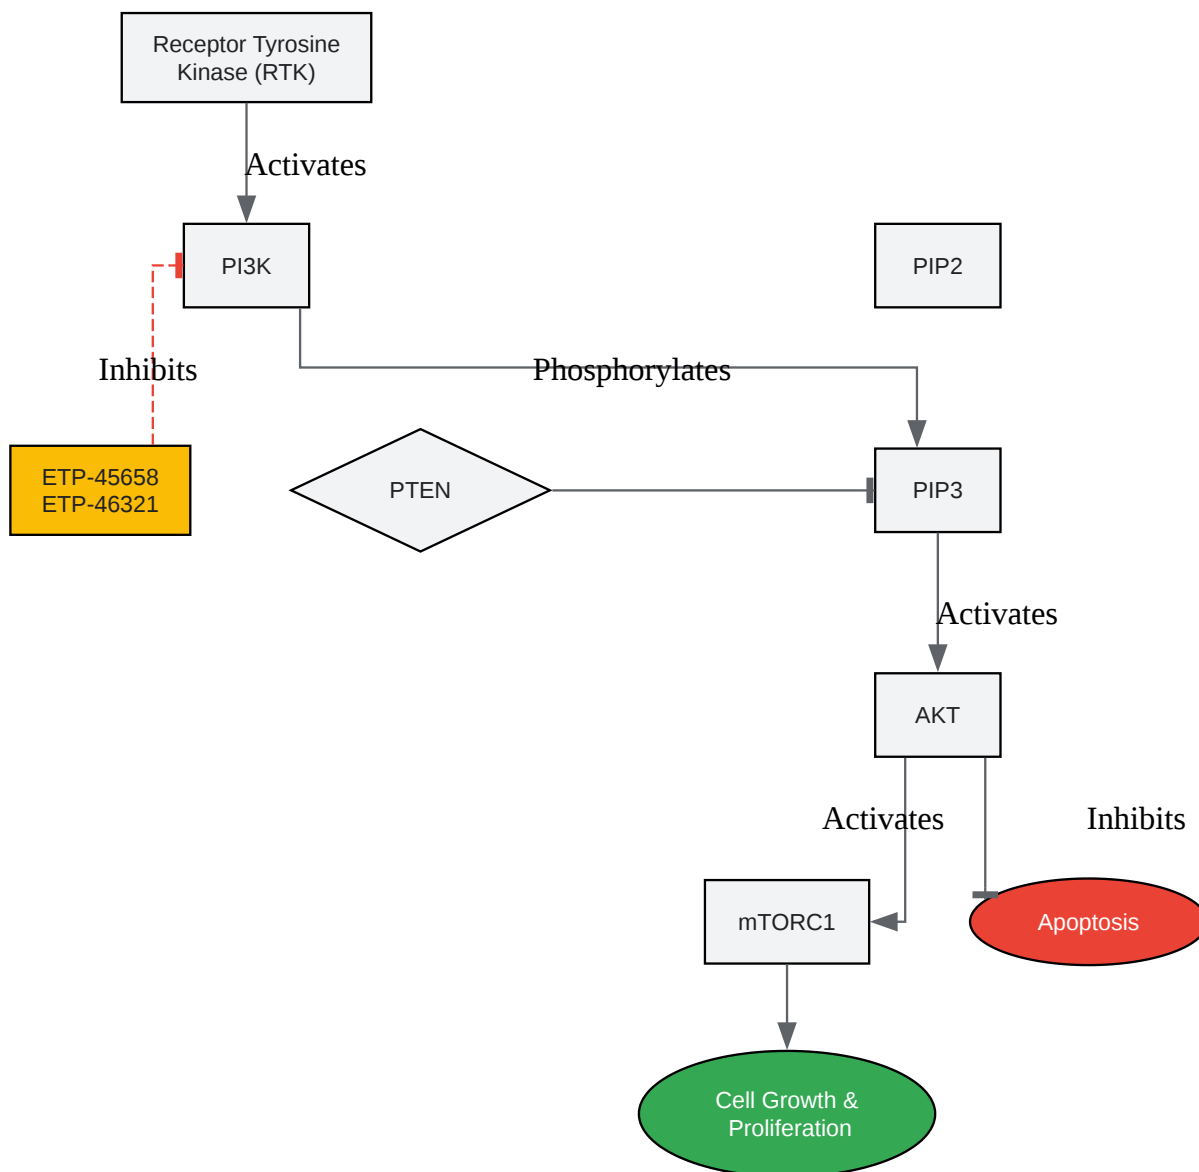 Receptor Tyrosine
Kinase (RTK)
Activates
PI3K
PIP2
Inhibits
Phosphorylates
ETP-45658
ETP-46321
PTEN
PIP3
Activates
AKT
Activates
Inhibits
mTORC1
Apoptosis
Cell Growth &
Proliferation